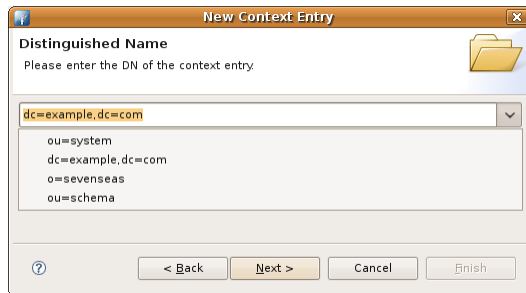 New Context Entry
Distinguished Name
Please enter the DN of the context entry.
dc=example,dc=com
ou=system
dc=example,dc=com
o=sevenseas
ou=schema
< Back Next > Cancel Finish